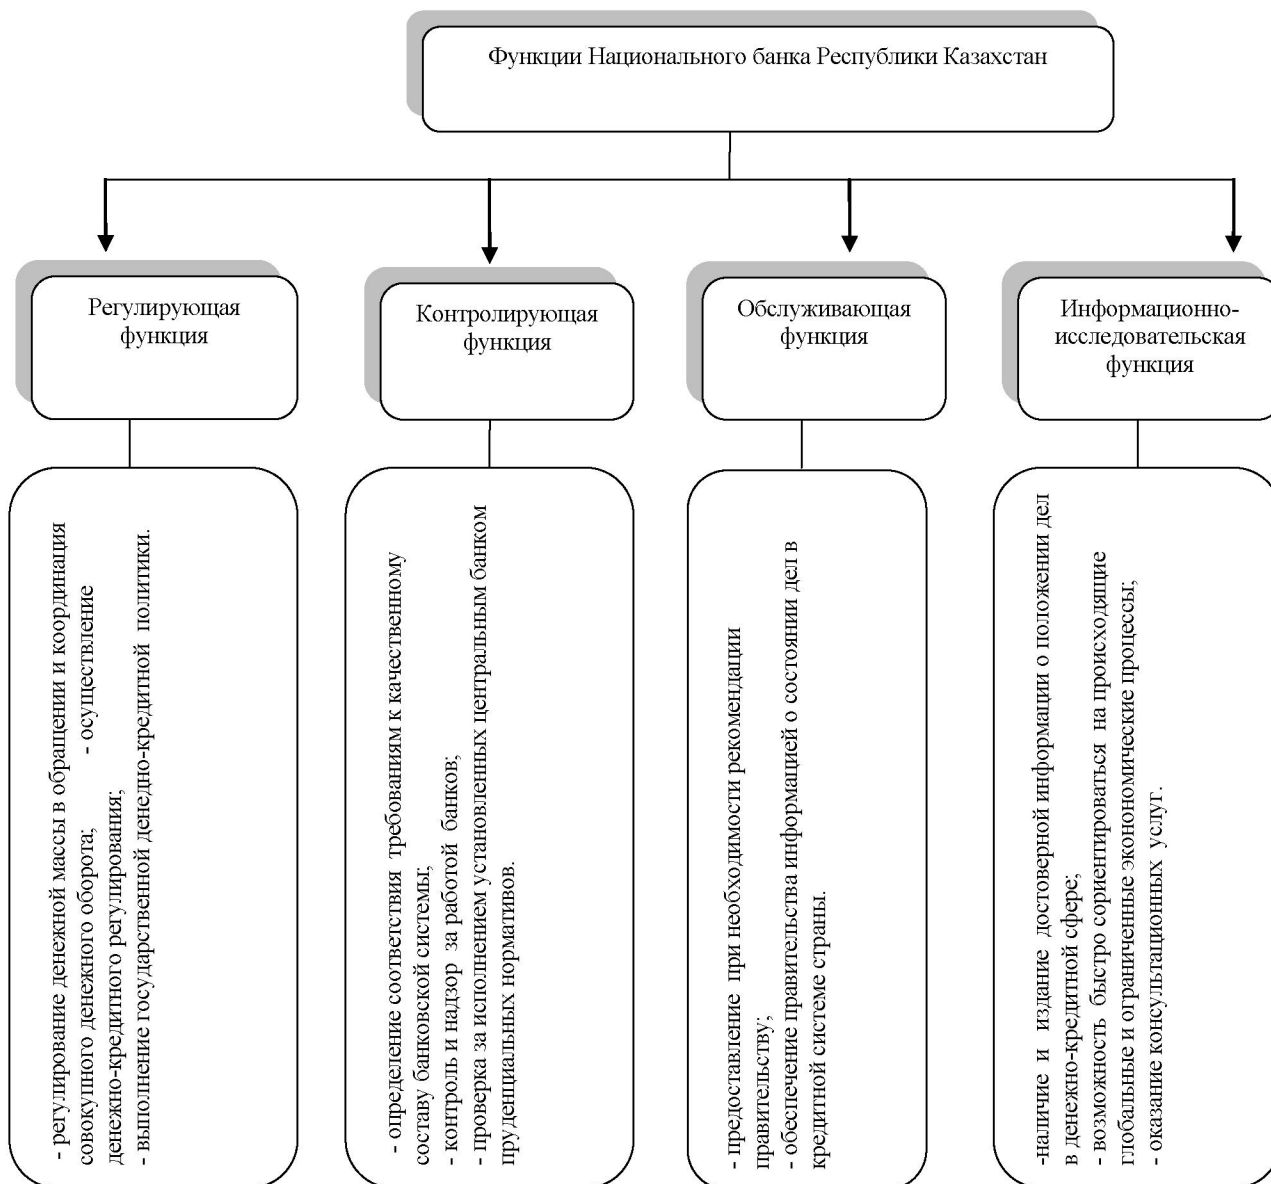 Функции Национального банка Республики Казахстан
Регулирующая
функция
Контролирующая
функция
Обслуживающая
функция
Информационно-
исследовательская
функция
- регулирование денежной массы в обращении и координация
совокупного денежного оборота; - осуществление
денежно-кредитного регулирования;
- выполнение государственной денедно-кредитной политики.
- определение соответствия требованиям к качественному
составу банковской системы;
- контроль и надзор за работой банков;
- проверка за исполнением установленных центральным банком
пруденциальных нормативов.
- предоставление при необходимости рекомендации
правительству;
- обеспечение правительства информацией о состоянии дел в
кредитной системе страны.
-наличие и издание достоверной информации о положении дел
в денежно-кредитной сфере;
- возможность быстро сориентироваться на происходящие
глобальные и ограниченные экономические процессы;
- оказание консультационных услуг.